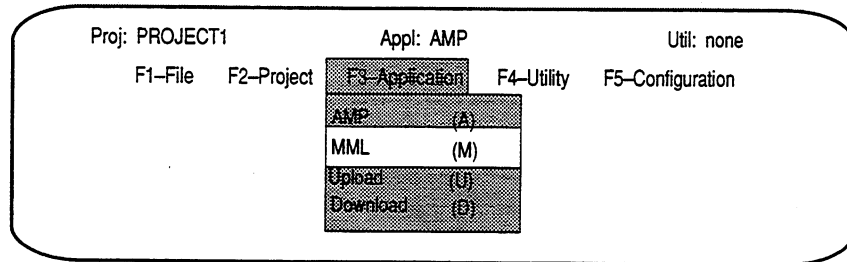 Proj: PROJECT1 Appl: AMP Util: none
F1–File F2–Project F3–Application F4–Utility F5–Configuration
AMP (A)
MML (M)
Upload (U)
Download (D)